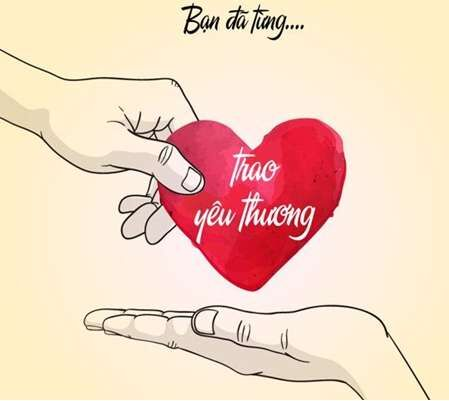 Bạn đã từng....
trao
yêu thương